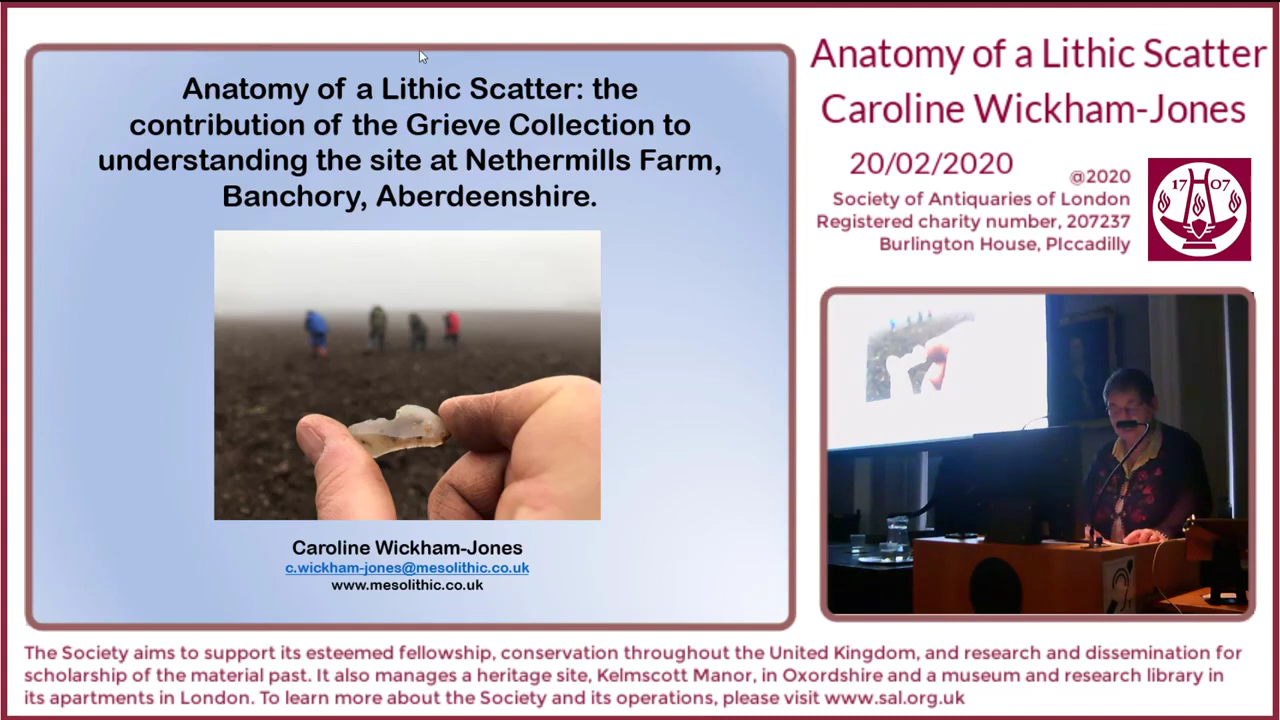 Anatomy of a Lithic Scatter: the
contribution of the Grieve Collection to
understanding the site at Nethermills Farm,
Banchory, Aberdeenshire.
Caroline Wickham-Jones
c.wickham-jones@mesolithic.co.uk
www.mesolithic.co.uk
Anatomy of a Lithic Scatter
Caroline Wickham-Jones
20/02/2020
@2020
Society of Antiquaries of London
Registered charity number, 207237
Burlington House, PIccadilly
17 07
The Society aims to support its esteemed fellowship, conservation throughout the United Kingdom, and research and dissemination for
scholarship of the material past. It also manages a heritage site, Kelmscott Manor, in Oxordshire and a museum and research library in
its apartments in London. To learn more about the Society and its operations, please visit www.sal.org.uk